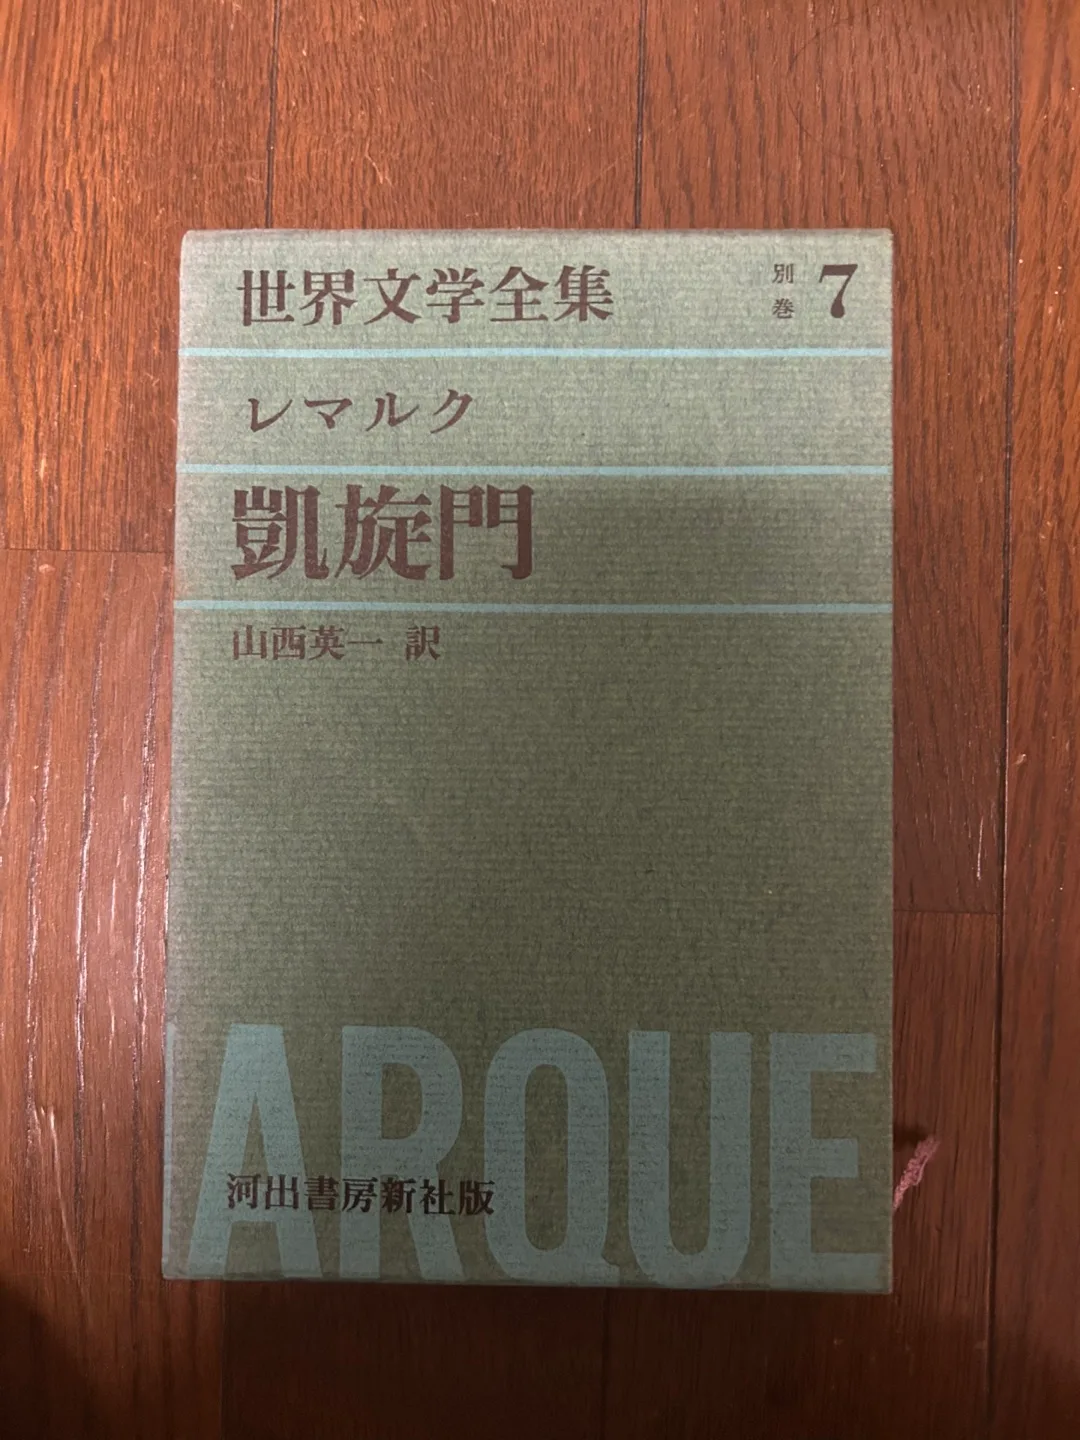 世界文学全集 別巻 7
レマルク
凱旋門
山西英一 訳
ARQUE
河出書房新社版